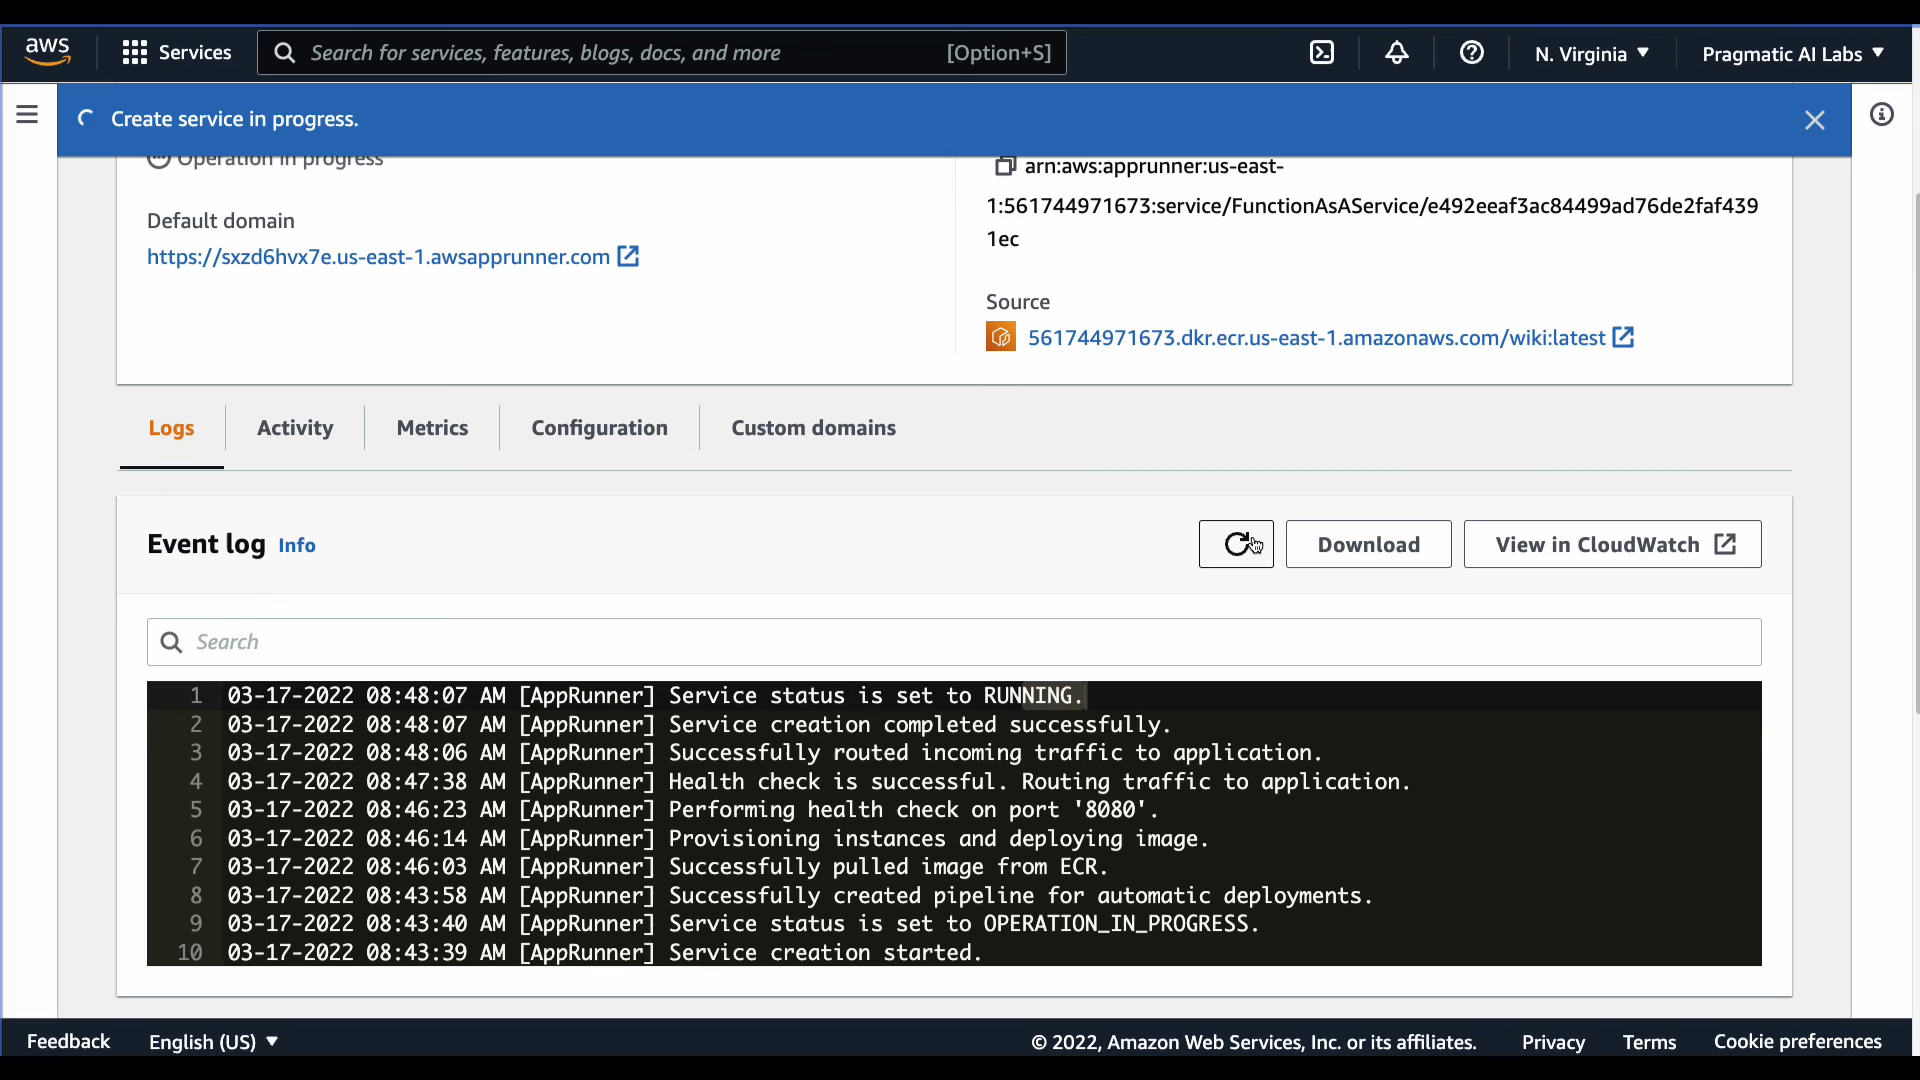 aws
Services
Search for services, features, blogs, docs, and more [Option+S]
N. Virginia
Pragmatic AI Labs
Create service in progress.
Operation in progress
Default domain
https://sxzd6hvx7e.us-east-1.awsapprunner.com
arn:aws:apprunner:us-east-
1:561744971673:service/FunctionAsAService/e492eeaf3ac84499ad76de2faf439
1ec
Source
561744971673.dkr.ecr.us-east-1.amazonaws.com/wiki:latest
Logs
Activity
Metrics
Configuration
Custom domains
Event log Info
Download
View in CloudWatch
Search
1 03-17-2022 08:48:07 AM [AppRunner] Service status is set to RUNNING.
2 03-17-2022 08:48:07 AM [AppRunner] Service creation completed successfully.
3 03-17-2022 08:48:06 AM [AppRunner] Successfully routed incoming traffic to application.
4 03-17-2022 08:47:38 AM [AppRunner] Health check is successful. Routing traffic to application.
5 03-17-2022 08:46:23 AM [AppRunner] Performing health check on port '8080'.
6 03-17-2022 08:46:14 AM [AppRunner] Provisioning instances and deploying image.
7 03-17-2022 08:46:03 AM [AppRunner] Successfully pulled image from ECR.
8 03-17-2022 08:43:58 AM [AppRunner] Successfully created pipeline for automatic deployments.
9 03-17-2022 08:43:40 AM [AppRunner] Service status is set to OPERATION_IN_PROGRESS.
10 03-17-2022 08:43:39 AM [AppRunner] Service creation started.
Feedback
English (US)
© 2022, Amazon Web Services, Inc. or its affiliates.
Privacy
Terms
Cookie preferences